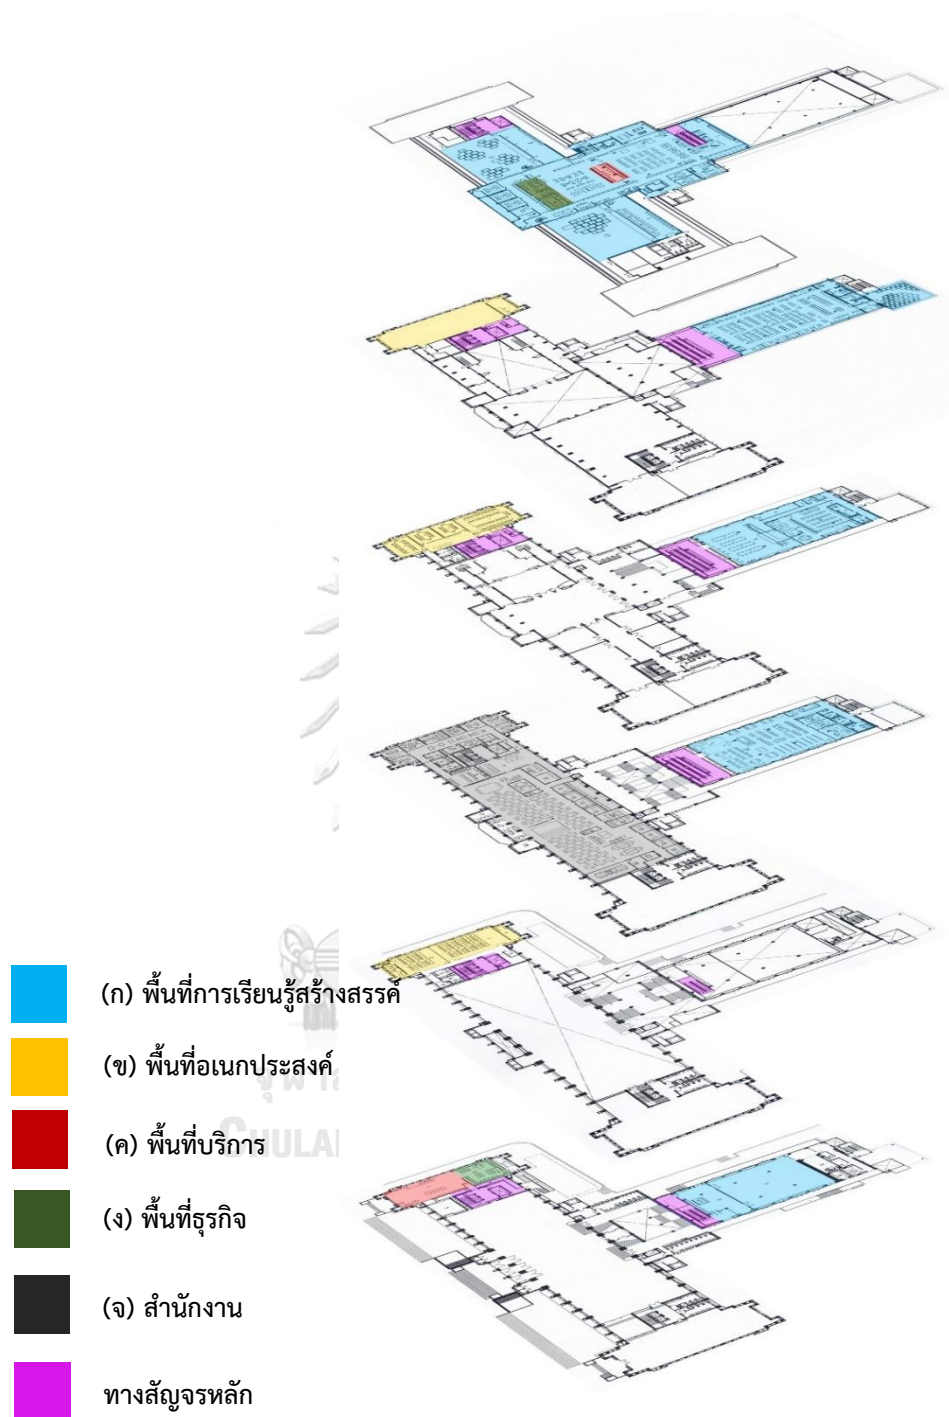 (ก) พื้นที่การเรียนรู้สร้างสรรค์
(ข) พื้นที่อเนกประสงค์
(ค) พื้นที่บริการ
CHULA
(ง) พื้นที่ธุรกิจ
(จ) สำนักงาน
ทางสัญจรหลัก